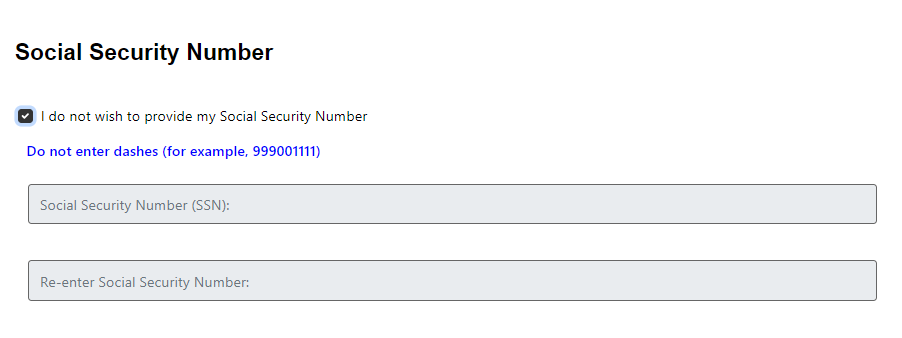 Social Security Number
I do not wish to provide my Social Security Number
Do not enter dashes (for example, 999001111)
Social Security Number (SSN):
Re-enter Social Security Number: